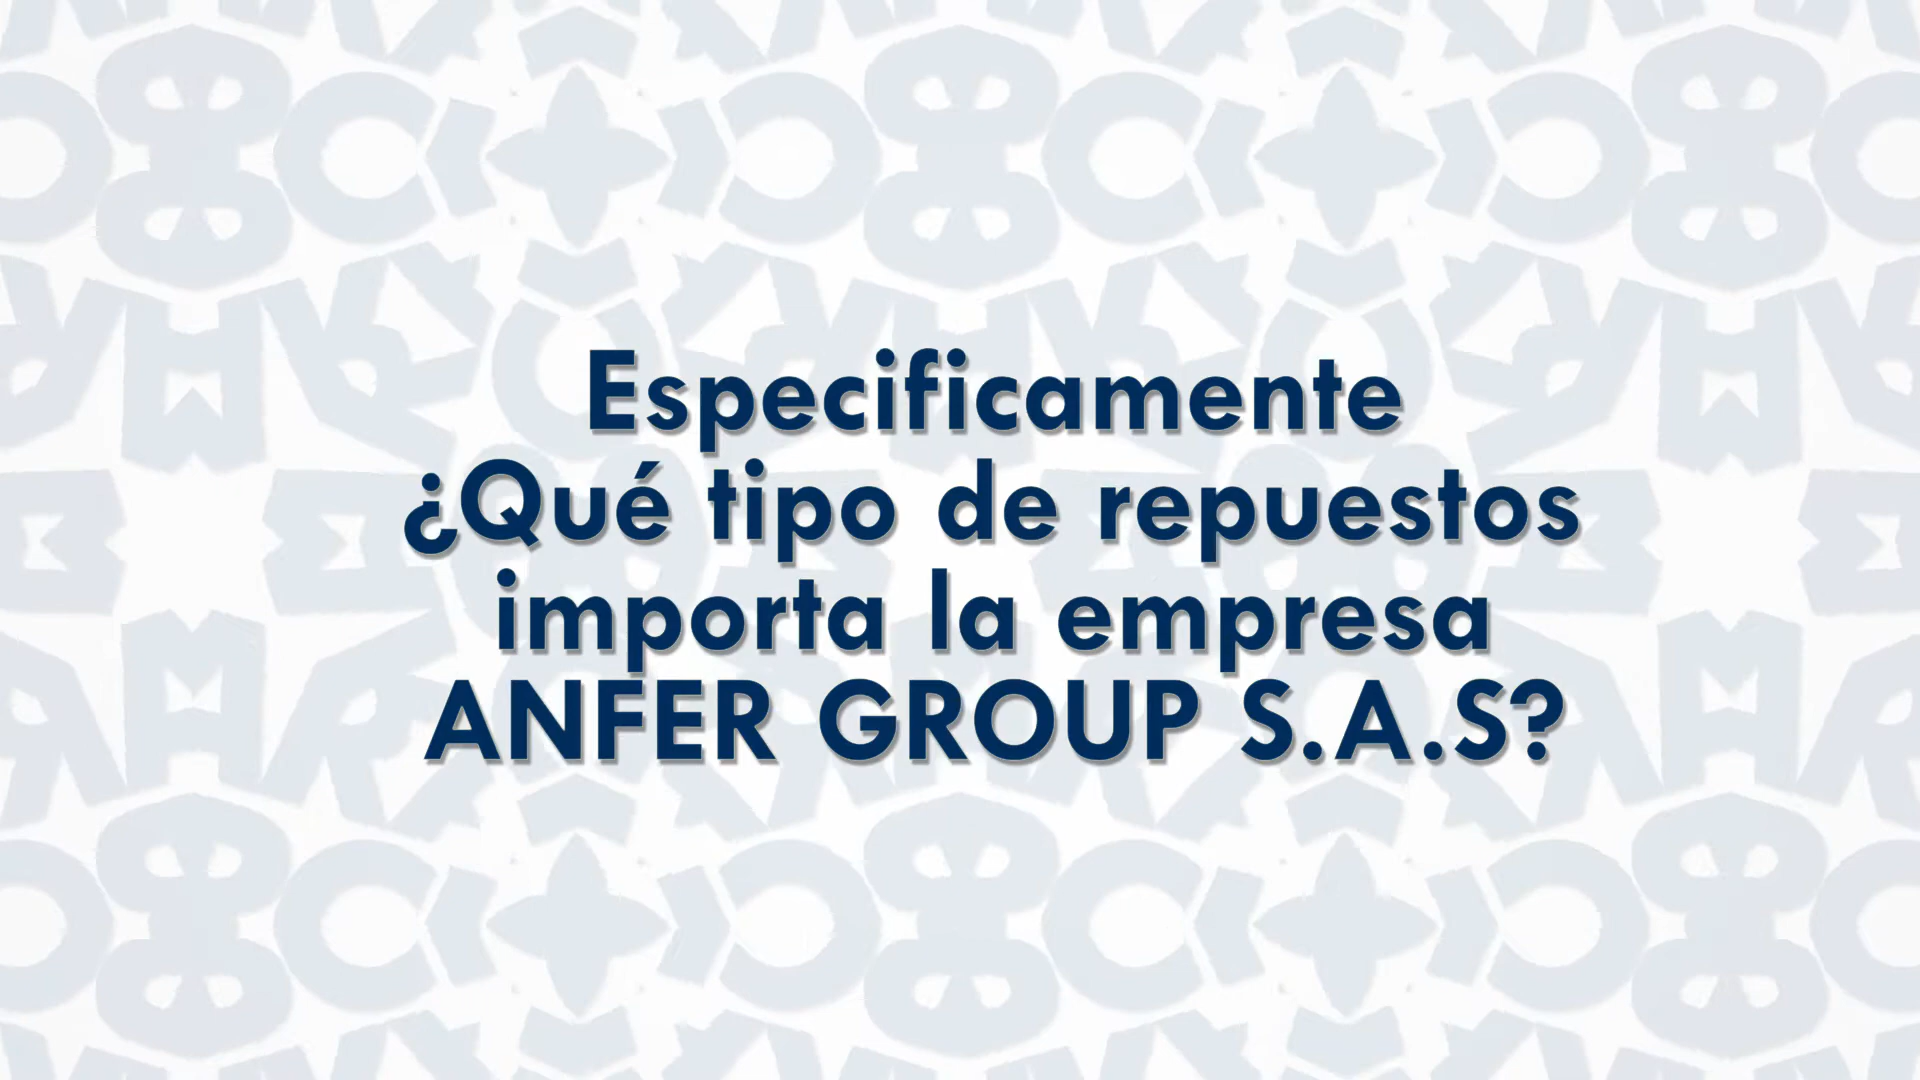 Especificamente
¿Qué tipo de repuestos
importa la empresa
ANFER GROUP S.A.S?